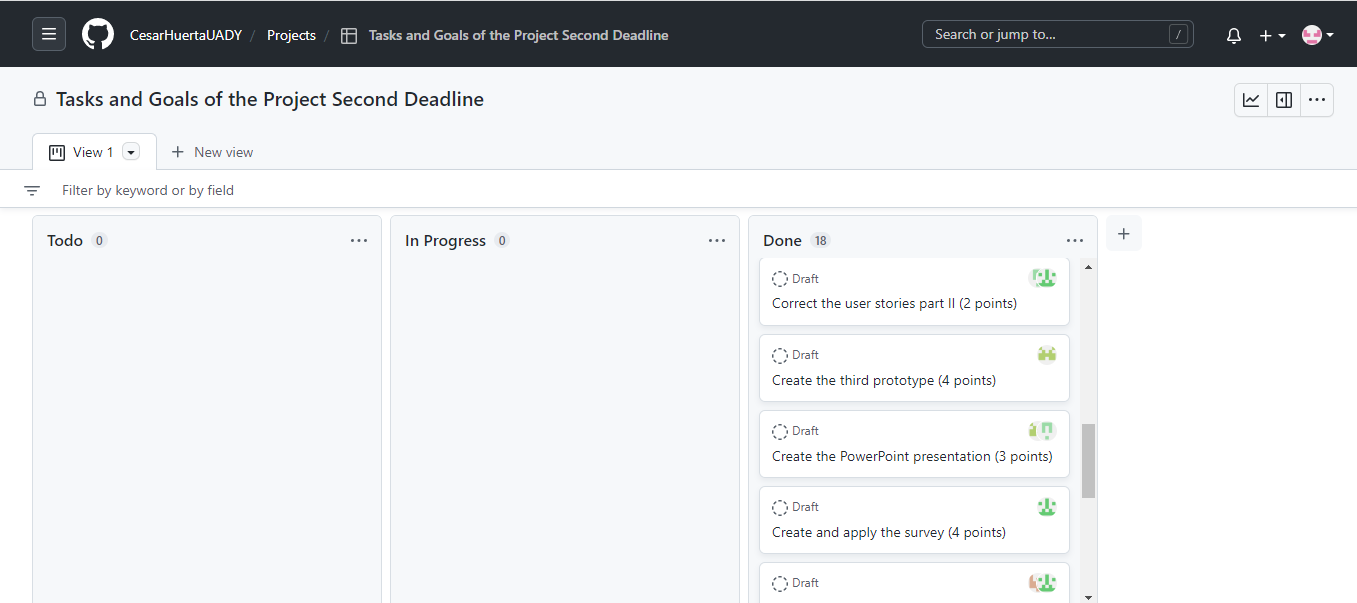 CesarHuertaUADY / Projects / Tasks and Goals of the Project Second Deadline
Search or jump to... /
Tasks and Goals of the Project Second Deadline
View 1
New view
Filter by keyword or by field
Todo 0
In Progress 0
Done 18
Draft
Correct the user stories part II (2 points)
Draft
Create the third prototype (4 points)
Draft
Create the PowerPoint presentation (3 points)
Draft
Create and apply the survey (4 points)
Draft